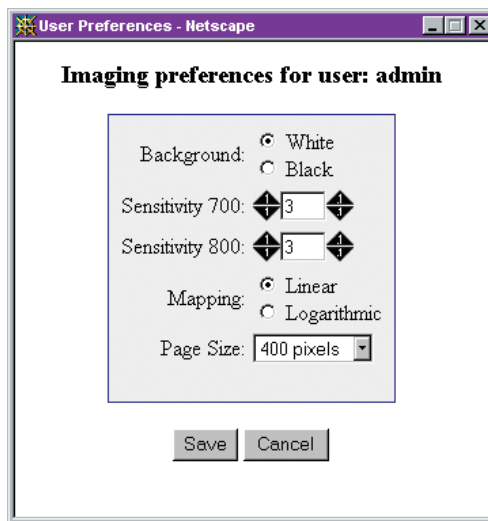 User Preferences - Netscape
Imaging preferences for user: admin
Background: White
Black
Sensitivity 700: 3
Sensitivity 800: 3
Mapping: Linear
Logarithmic
Page Size: 400 pixels
Save Cancel